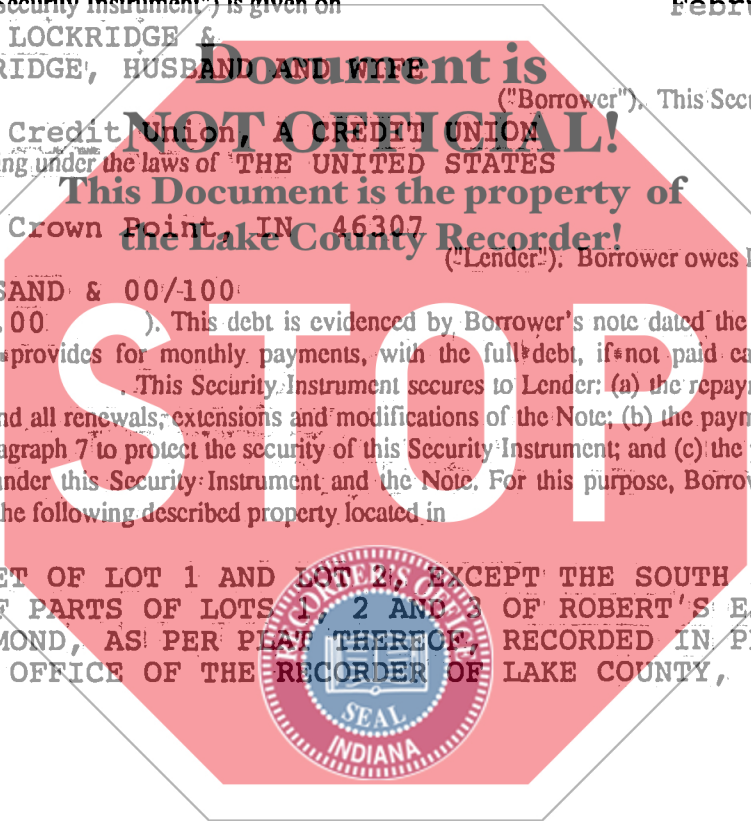 Security Instrument") is given on Febru
LOCKRIDGE &
RIDGE, HUSBAND AND WIFE
Document is
("Borrower"). This Secu
Credit Union, A CREDIT UNION
NOT OFFICIAL!
ing under the laws of THE UNITED STATES
This Document is the property of
Crown Point, IN 46307
the Lake County Recorder!
("Lender"). Borrower owes
SAND & 00/100
.00 ). This debt is evidenced by Borrower's note dated the
provides for monthly payments, with the full debt, if not paid ea
. This Security Instrument secures to Lender: (a) the repaym
nd all renewals, extensions and modifications of the Note; (b) the paym
agraph 7 to protect the security of this Security Instrument; and (c) the
under this Security Instrument and the Note. For this purpose, Borrow
he following described property located in
STOP
ET OF LOT 1 AND LOT 2, EXCEPT THE SOUTH
F PARTS OF LOTS 1, 2 AND 3 OF ROBERT'S
MOND, AS PER PLAT THEREOF, RECORDED IN P
OFFICE OF THE RECORDER OF LAKE COUNTY,
RECORDER'S OFFICE
SEAL
INDIANA